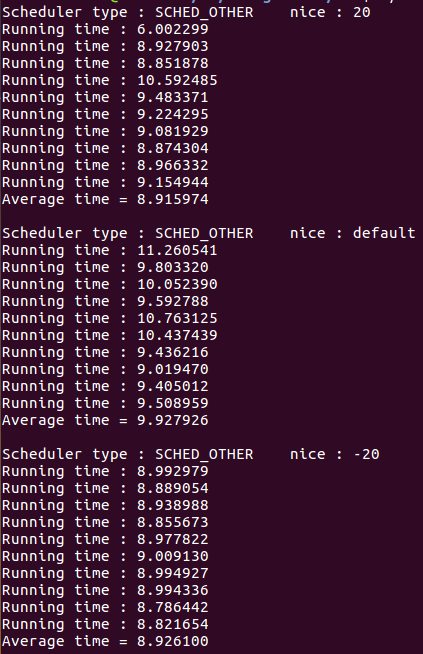 Scheduler type : SCHED_OTHER    nice : 20
Running time : 6.002299
Running time : 8.927903
Running time : 8.851878
Running time : 10.592485
Running time : 9.483371
Running time : 9.224295
Running time : 9.081929
Running time : 8.874304
Running time : 8.966332
Running time : 9.154944
Average time = 8.915974
Scheduler type : SCHED_OTHER    nice : default
Running time : 11.260541
Running time : 9.803320
Running time : 10.052390
Running time : 9.592788
Running time : 10.763125
Running time : 10.437439
Running time : 9.436216
Running time : 9.019470
Running time : 9.405012
Running time : 9.508959
Average time = 9.927926
Scheduler type : SCHED_OTHER    nice : -20
Running time : 8.992979
Running time : 8.889054
Running time : 8.938988
Running time : 8.855673
Running time : 8.977822
Running time : 9.009130
Running time : 8.994927
Running time : 8.994336
Running time : 8.786442
Running time : 8.821654
Average time = 8.926100